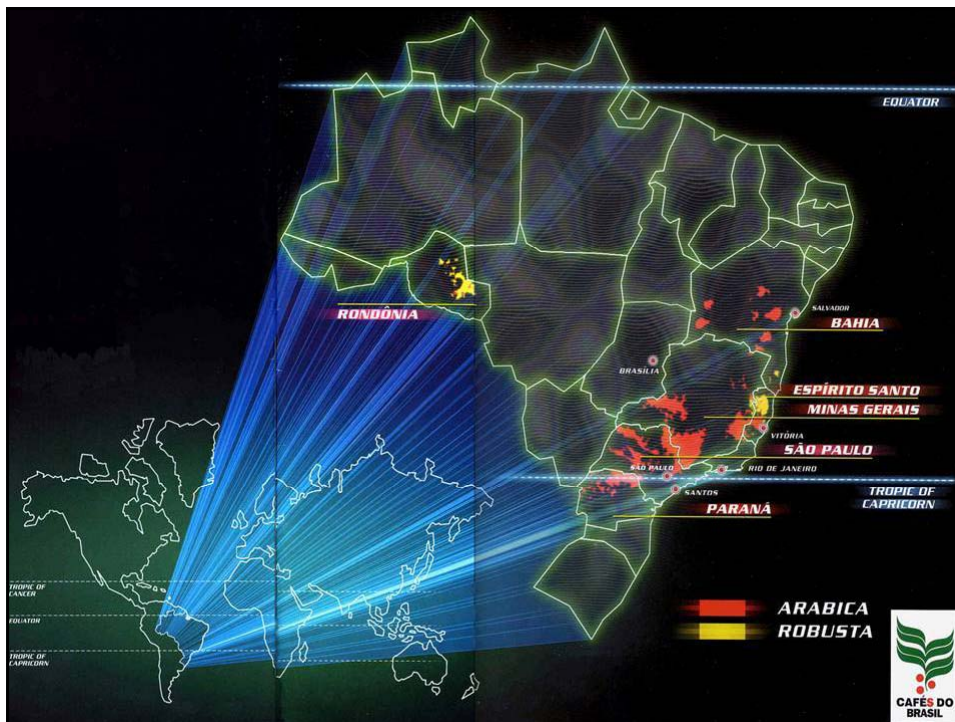 EQUATOR
RONDÔNIA
SALVADOR
BAHIA
BRASÍLIA
ESPÍRITO SANTO
MINAS GERAIS
VITÓRIA
SÃO PAULO
SÃO PAULO
RIO DE JANEIRO
SANTOS
TROPIC OF
CAPRICORN
PARANÁ
TROPIC OF
CANCER
EQUATOR
TROPIC OF
CAPRICORN
ARABICA
ROBUSTA
CAFÉS DO
BRASIL